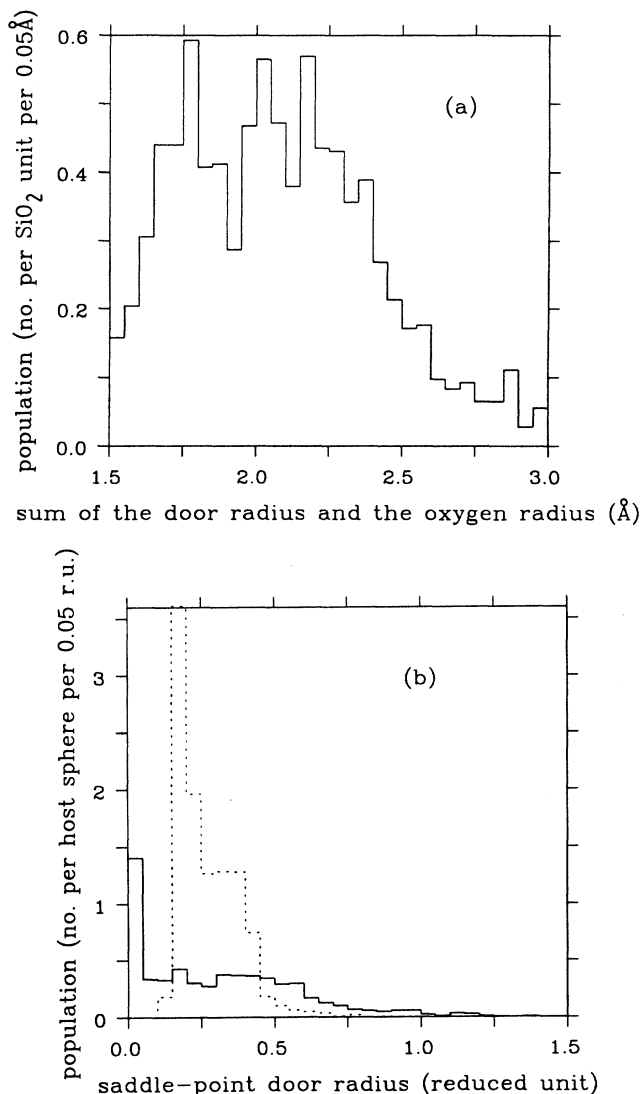 population (no. per SiO2 unit per 0.05Å)
0.6
0.4
0.2
0.0
(a)
1.5
2.0
2.5
3.0
sum of the door radius and the oxygen radius (Å)
population (no. per host sphere per 0.05 r.u.)
3
2
1
0
(b)
0.0
0.5
1.0
1.5
saddle-point door radius (reduced unit)